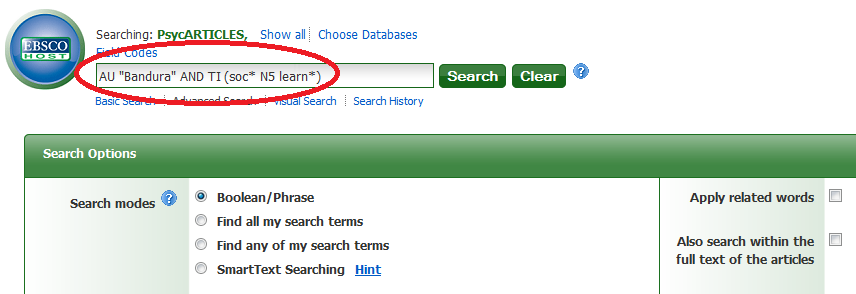 EBSCO
HOST
Searching: PsycARTICLES, Show all Choose Databases
Field Codes
AU "Bandura" AND TI (soc* N5 learn*) Search Clear ?
Basic Search Advanced Search Visual Search Search History
Search Options
Search modes ? Boolean/Phrase Apply related words
Find all my search terms
Find any of my search terms Also search within the
SmartText Searching Hint full text of the articles